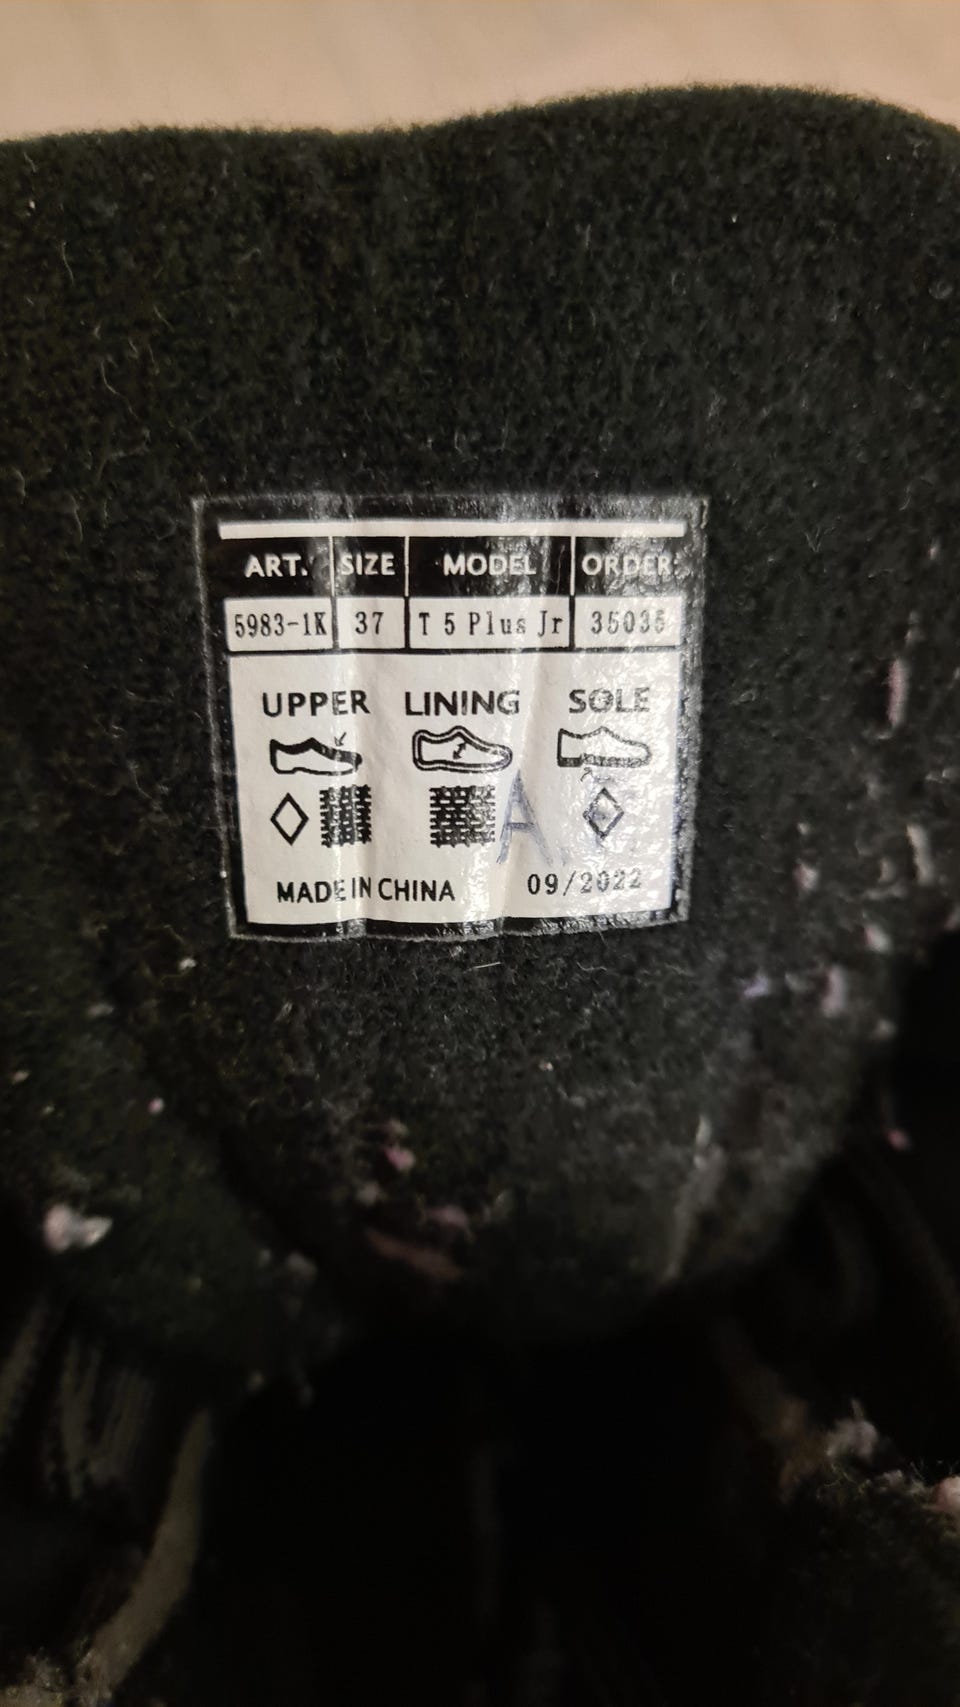 ART. SIZE MODEL ORDER:
5983-1K 37 T 5 Plus Jr 35035
UPPER LINING SOLE
A.
MADE IN CHINA 09/2022